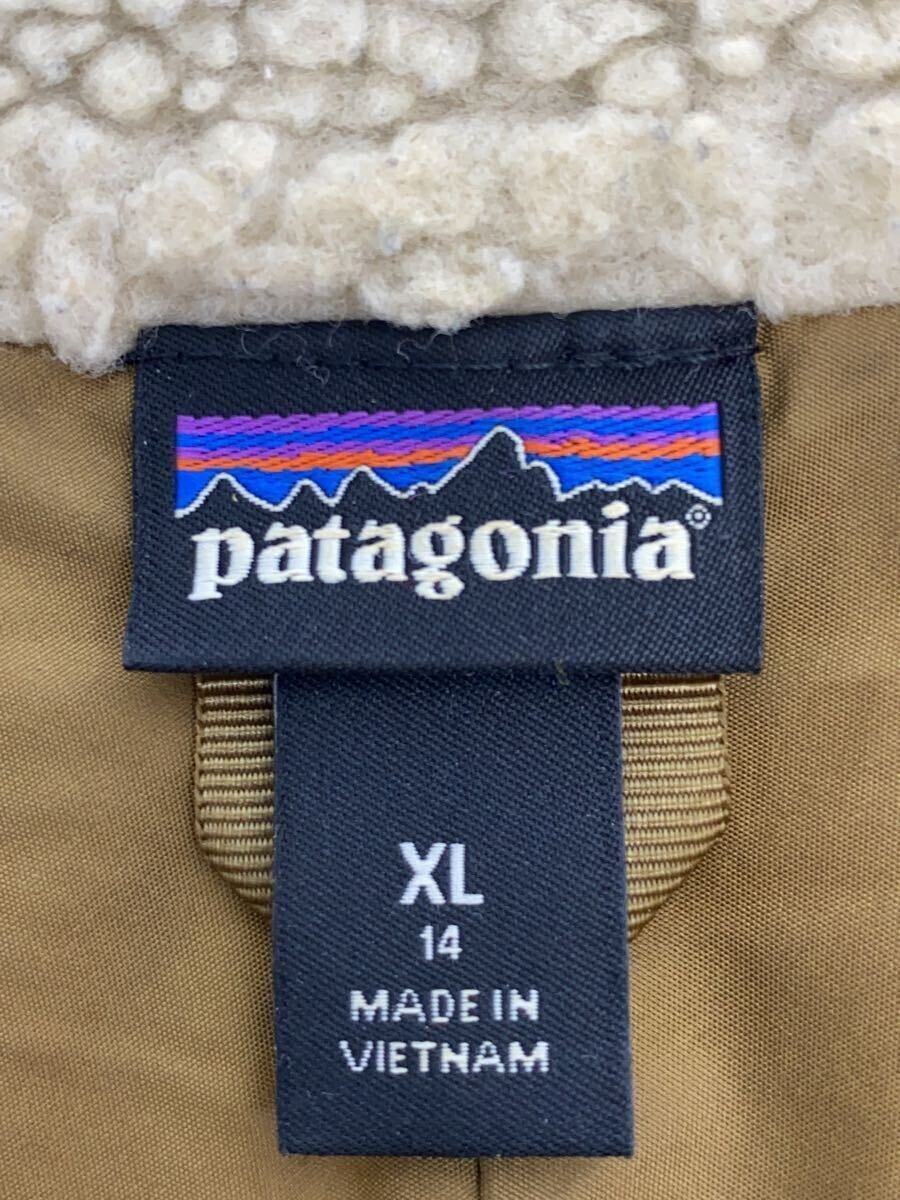 patagonia®
XL
14
MADE IN
VIETNAM